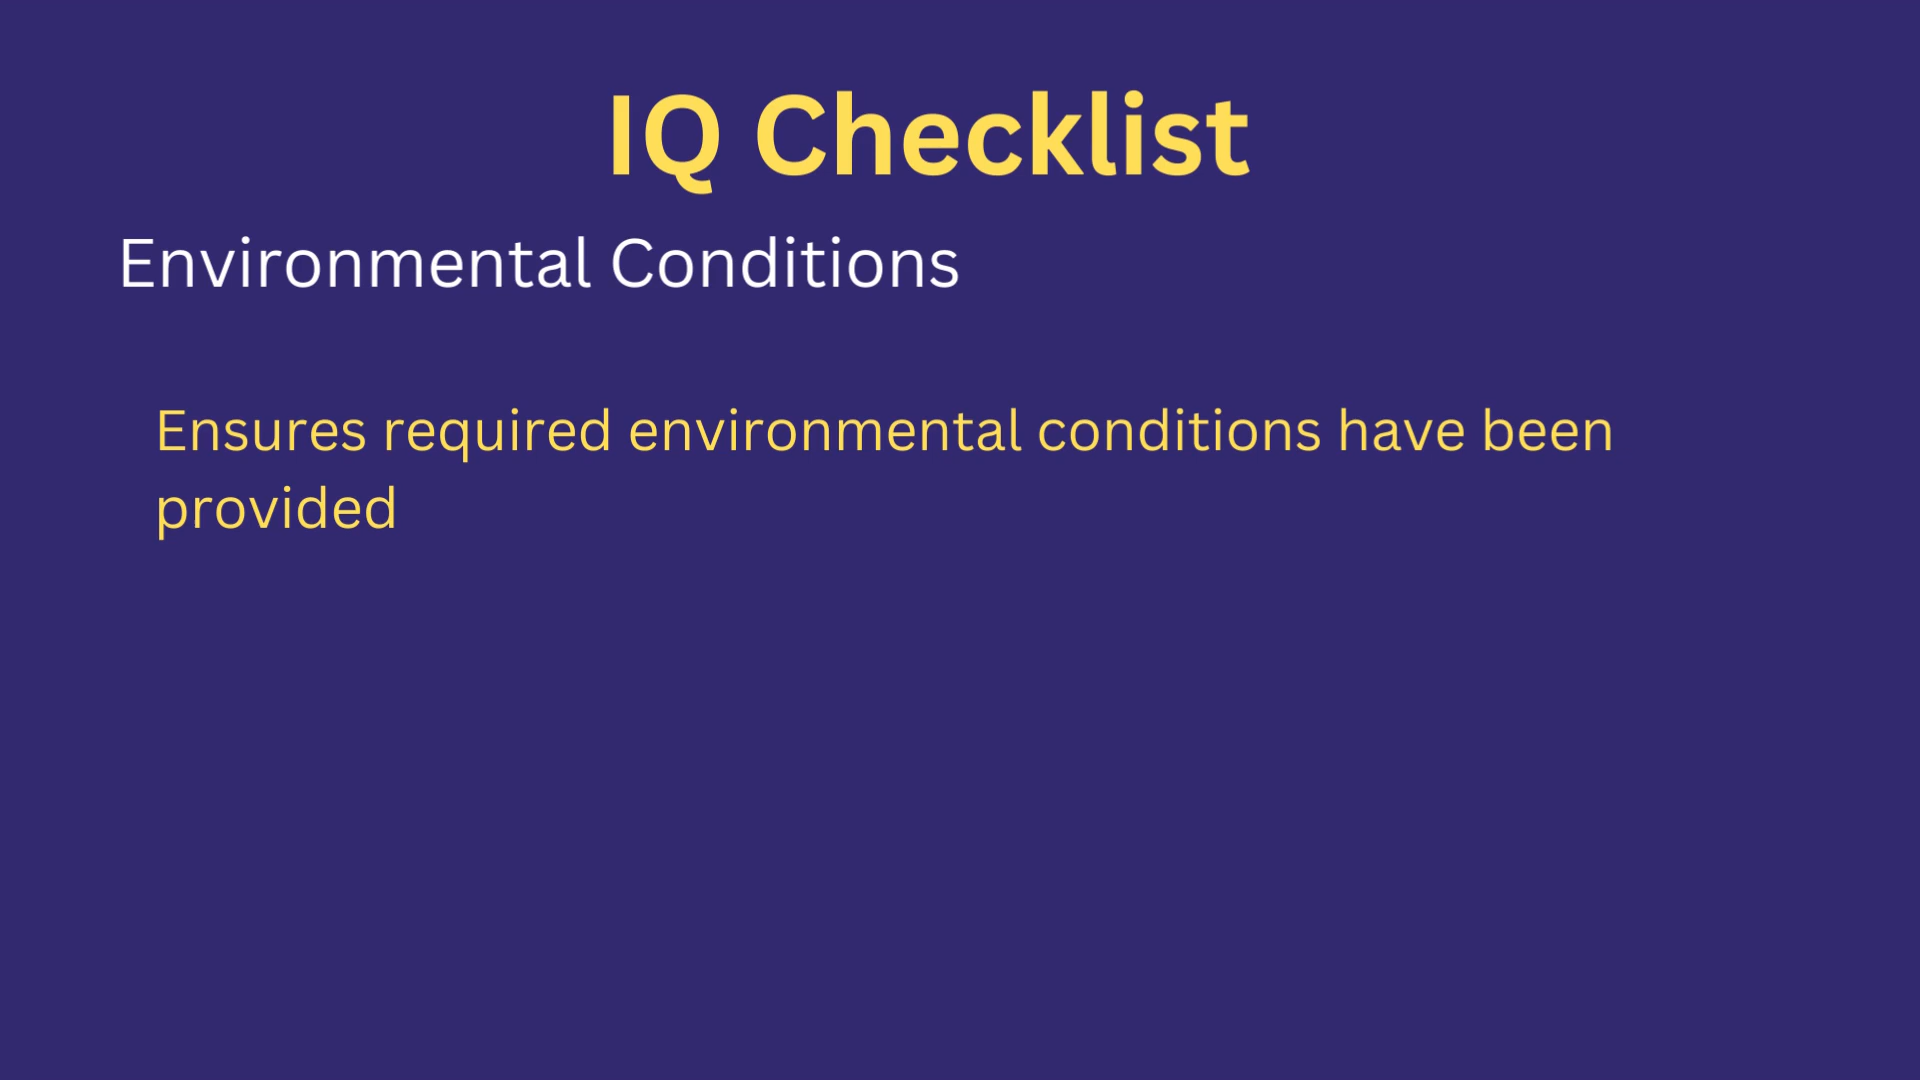 IQ Checklist
Environmental Conditions
Ensures required environmental conditions have been
provided